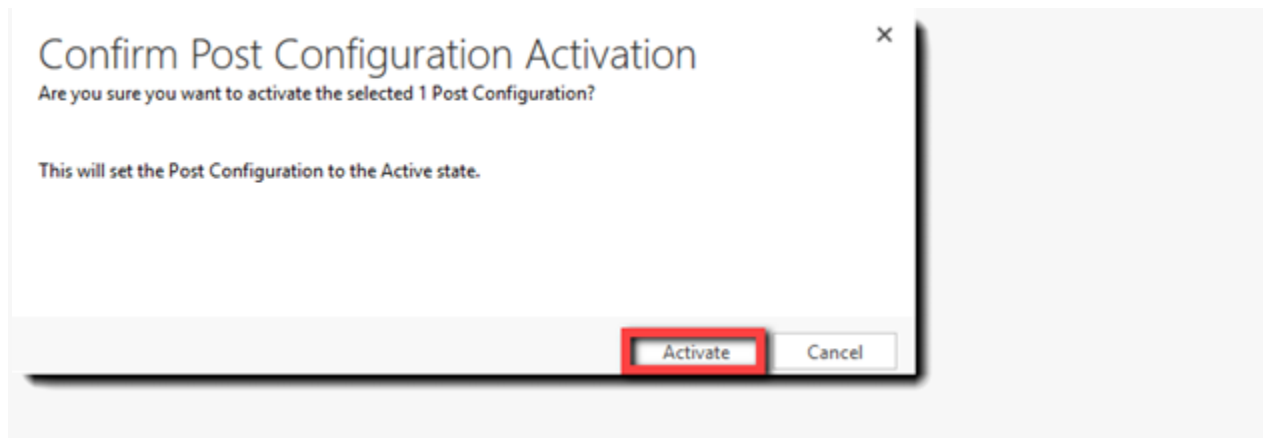 Confirm Post Configuration Activation
Are you sure you want to activate the selected 1 Post Configuration?
This will set the Post Configuration to the Active state.
Activate Cancel